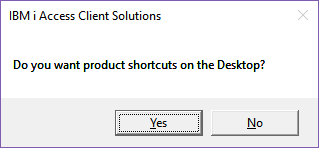 IBM i Access Client Solutions
Do you want product shortcuts on the Desktop?
Yes
No